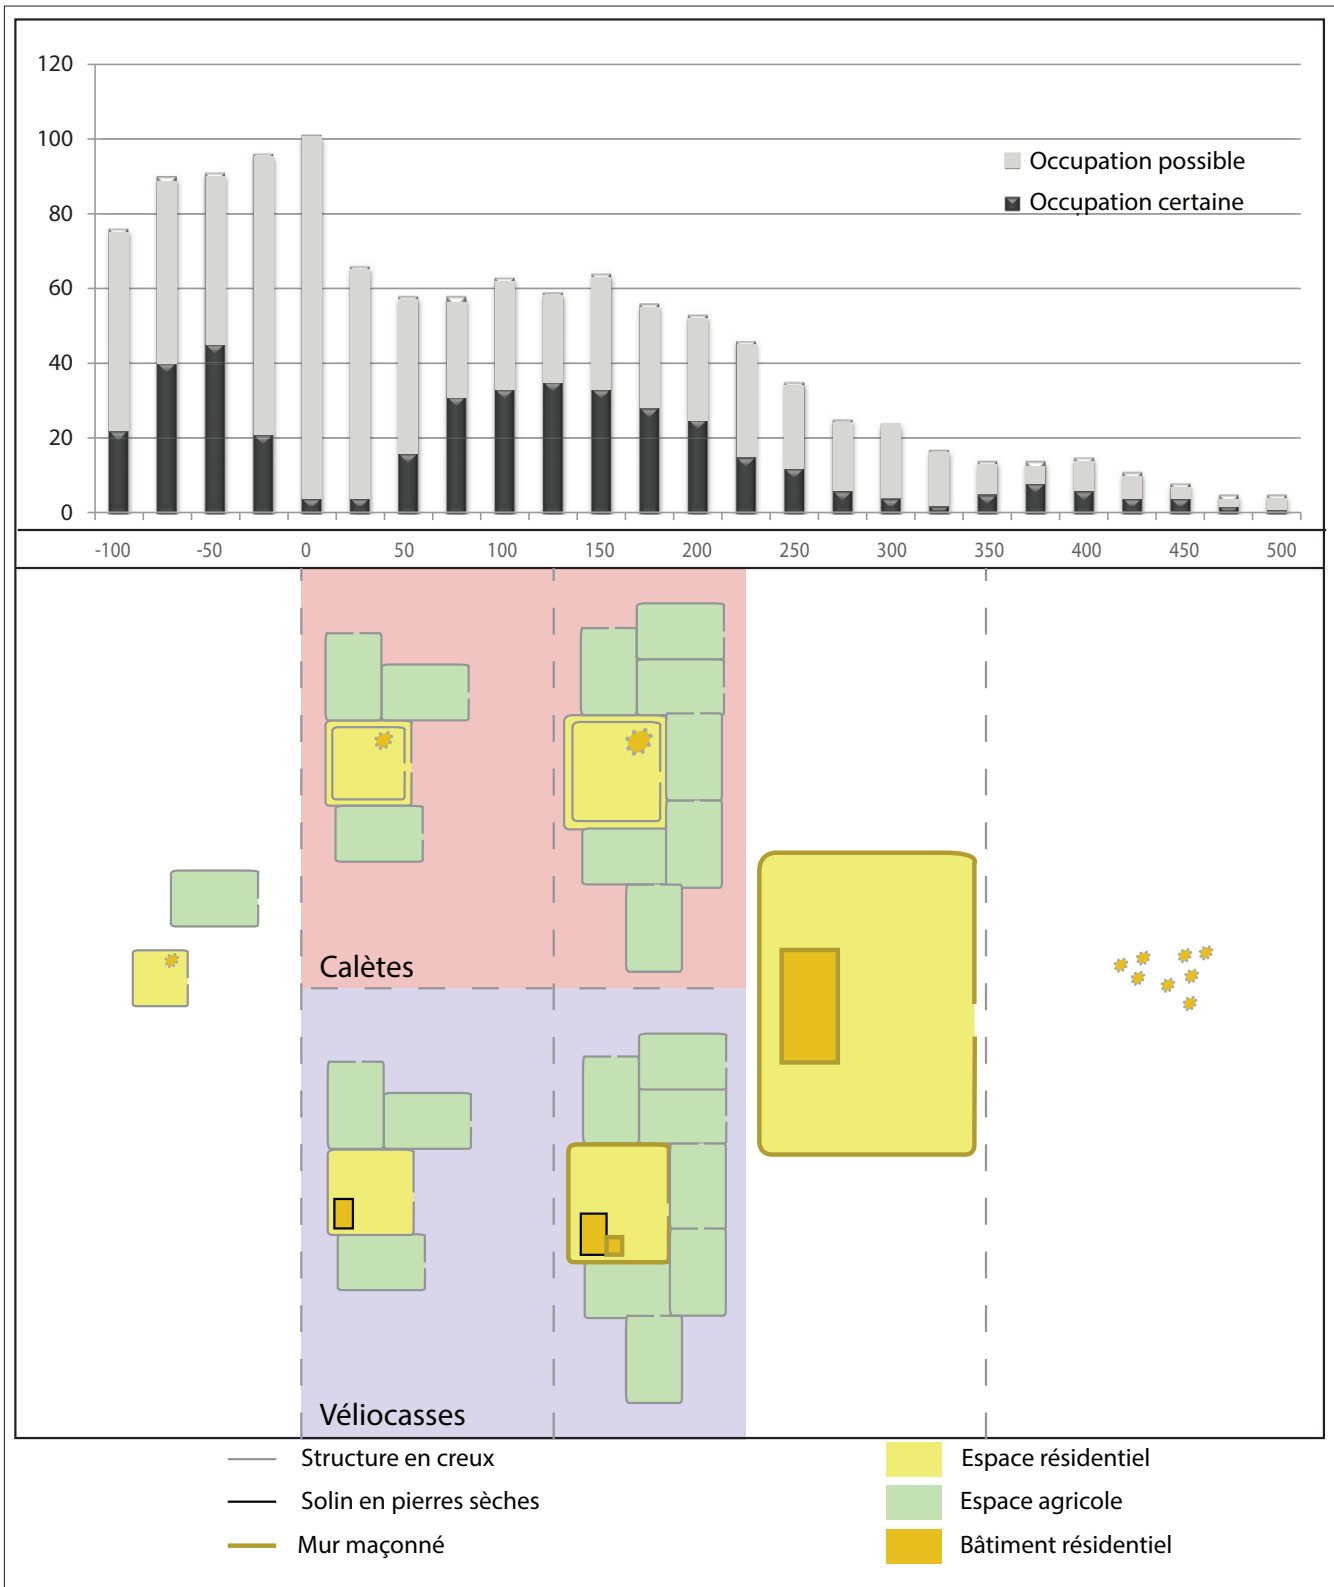 120
100
80
60
40
20
0
Occupation possible
Occupation certaine
-100 -50 0 50 100 150 200 250 300 350 400 450 500
Calètes
Véliocasses
Structure en creux
Solin en pierres sèches
Mur maçonné
Espace résidentiel
Espace agricole
Bâtiment résidentiel